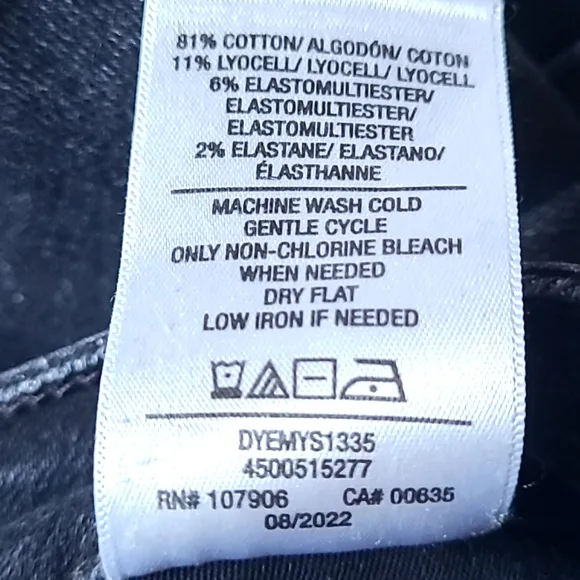 81% COTTON/ ALGODÓN/ COTON
11% LYOCELL/ LYOCELL/ LYOCELL
6% ELASTOMULTIESTER/
ELASTOMULTIESTER/
ELASTOMULTIESTER
2% ELASTANE/ ELASTANO/
ÉLASTHANNE
MACHINE WASH COLD
GENTLE CYCLE
ONLY NON-CHLORINE BLEACH
WHEN NEEDED
DRY FLAT
LOW IRON IF NEEDED
DYEMYS1335
4500515277
RN# 107906 CA# 00635
08/2022